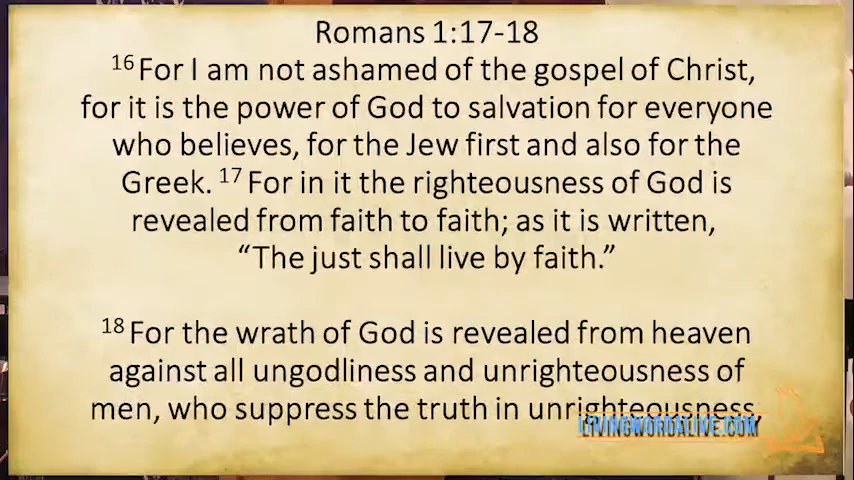 Romans 1:17-18
16 For I am not ashamed of the gospel of Christ,
for it is the power of God to salvation for everyone
who believes, for the Jew first and also for the
Greek. 17 For in it the righteousness of God is
revealed from faith to faith; as it is written,
“The just shall live by faith.”
18 For the wrath of God is revealed from heaven
against all ungodliness and unrighteousness of
men, who suppress the truth in unrighteousness,
LIVINGWORDALIVE.COM